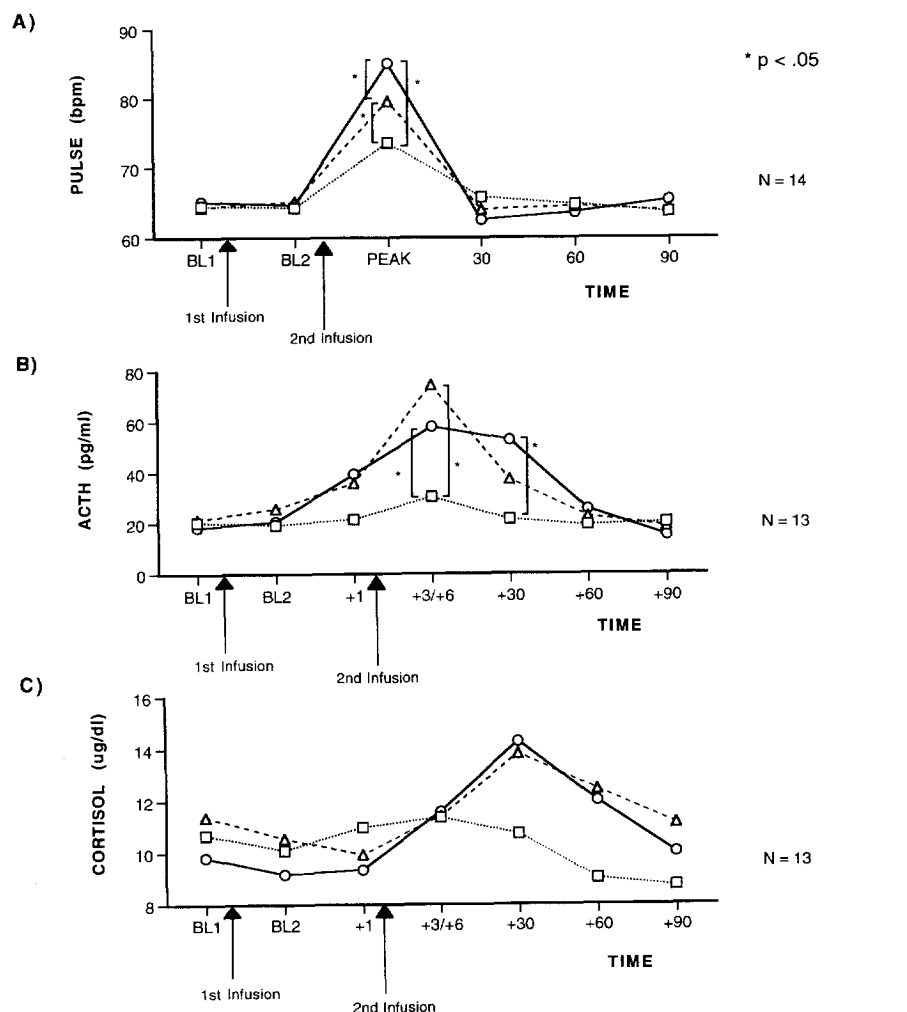 A)
90
* p < .05
80
PULSE (bpm)
* *
*
70
N = 14
60
BL1 BL2 PEAK 30 60 90
TIME
1st Infusion
2nd Infusion
B)
80
60
ACTH (pg/ml)
*
* *
40
20
N = 13
0
BL1 BL2 +1 +3/+6 +30 +60 +90
TIME
1st Infusion
2nd Infusion
C)
16
14
CORTISOL (ug/dl)
12
10
N = 13
8
BL1 BL2 +1 +3/+6 +30 +60 +90
TIME
1st Infusion
2nd Infusion